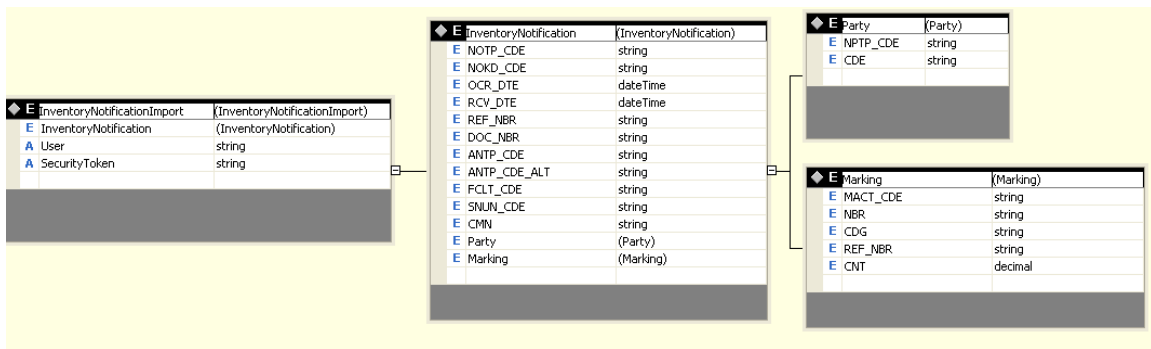 E InventoryNotificationImport (InventoryNotificationImport)
E InventoryNotification (InventoryNotification)
A User string
A SecurityToken string
E InventoryNotification (InventoryNotification)
E NOTP_CDE string
E NOKD_CDE string
E OCR_DTE dateTime
E RCV_DTE dateTime
E REF_NBR string
E DOC_NBR string
E ANTP_CDE string
E ANTP_CDE_ALT string
E FCLT_CDE string
E SNUN_CDE string
E CMN string
E Party (Party)
E Marking (Marking)
E Party (Party)
E NPTP_CDE string
E CDE string
E Marking (Marking)
E MACT_CDE string
E NBR string
E CDG string
E REF_NBR string
E CNT decimal